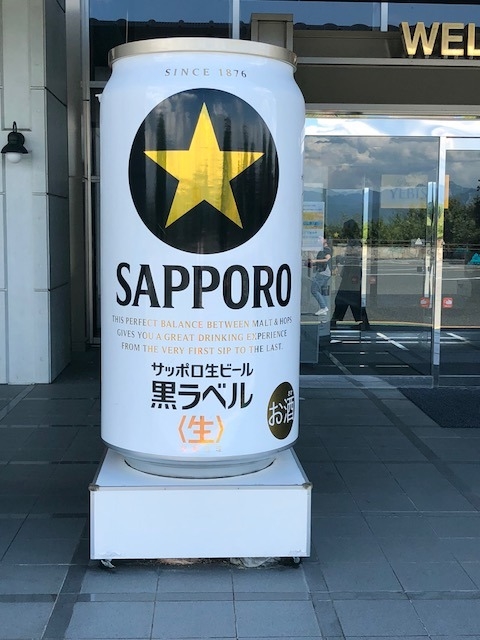 WEL
SINCE 1876
SAPPORO
THIS PERFECT BALANCE BETWEEN MALT & HOPS
GIVES YOU A GREAT DRINKING EXPERIENCE
FROM THE VERY FIRST SIP TO THE LAST.
サッポロ生ビール
黒ラベル
〈生〉
お酒